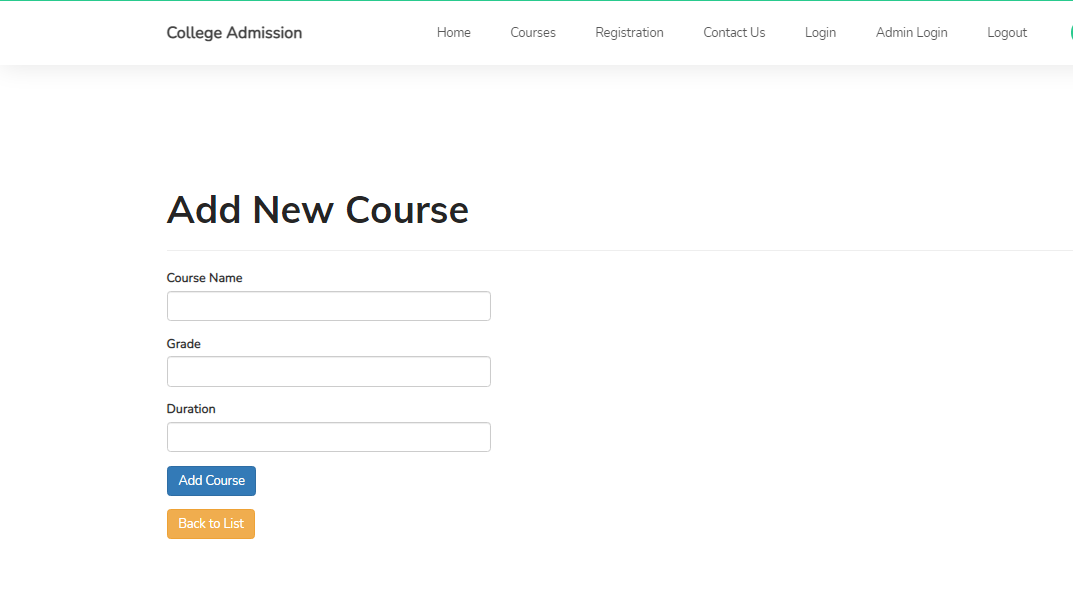 College Admission Home Courses Registration Contact Us Login Admin Login Logout
Add New Course
Course Name
Grade
Duration
Add Course
Back to List